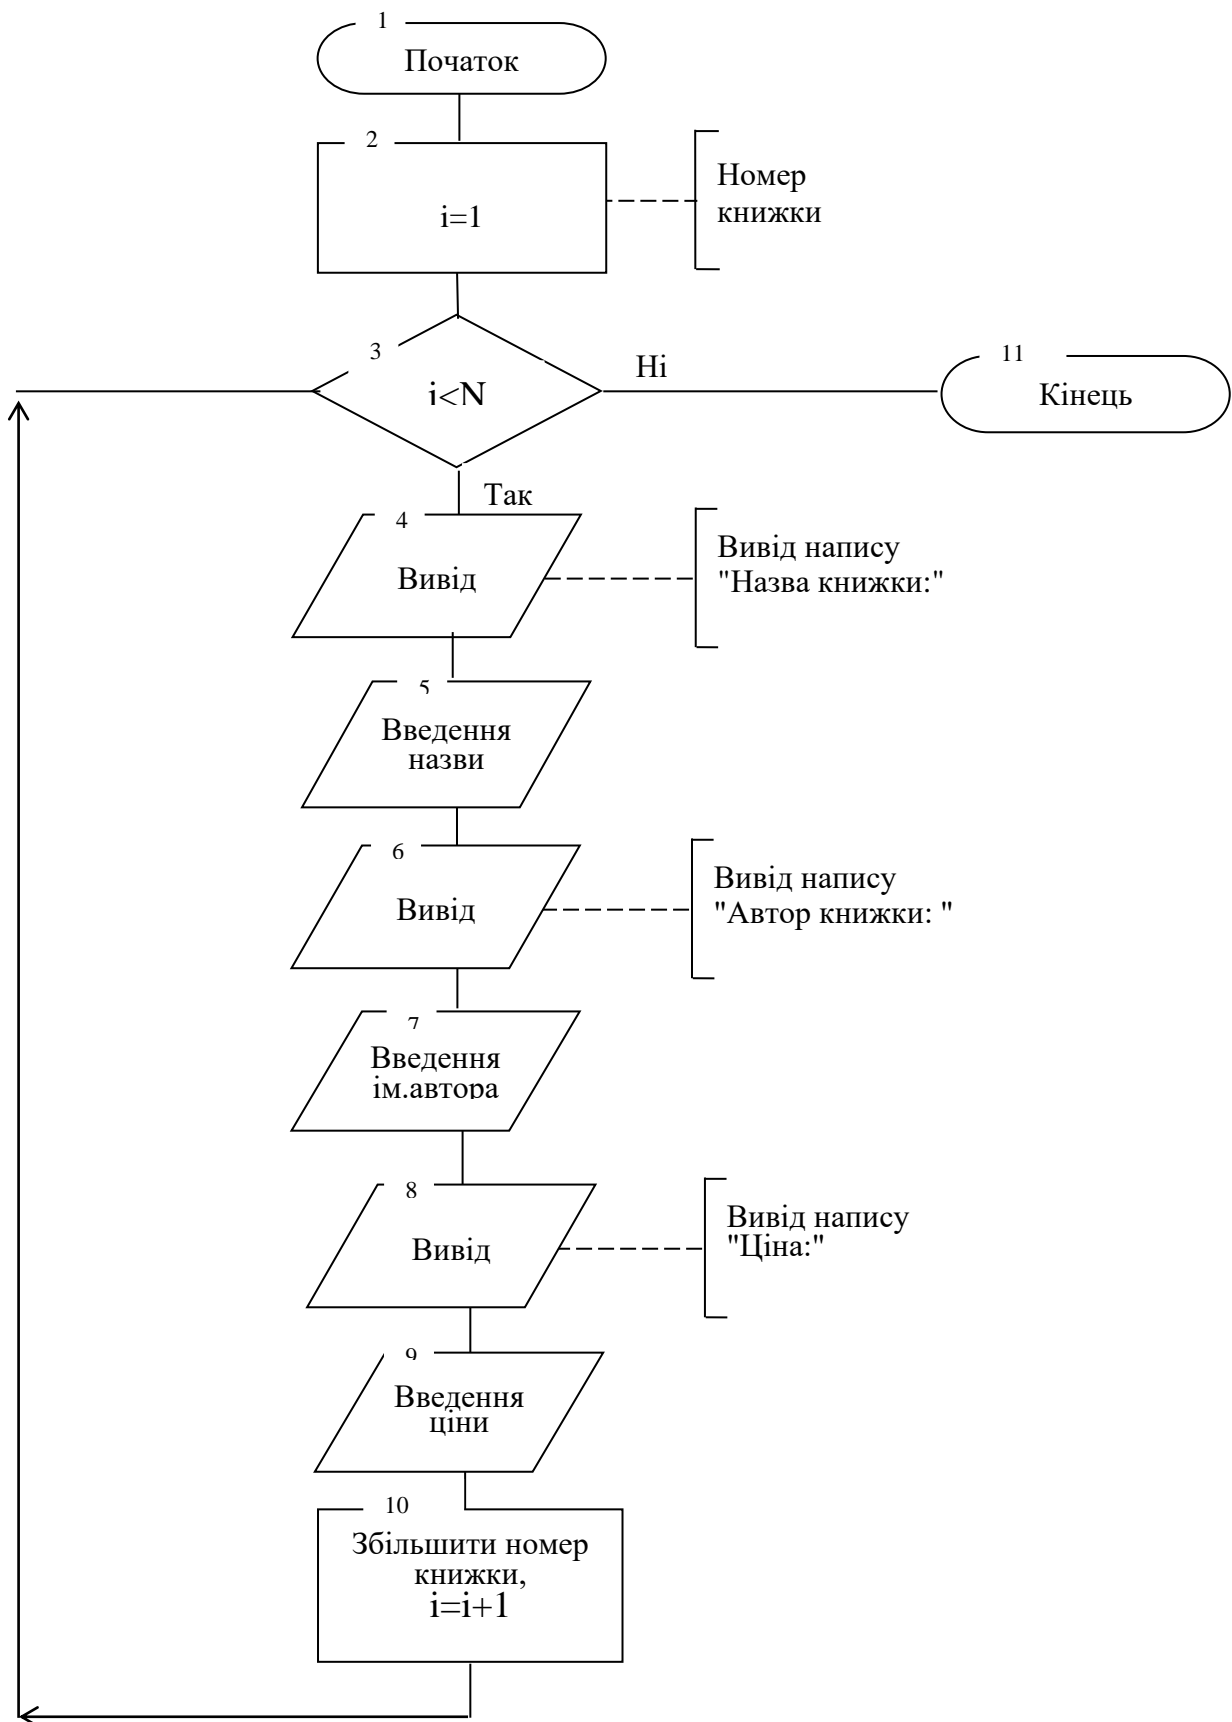 1
Початок
2
i=1
Номер
книжки
3
i<N
Ні
11
Кінець
Так
4
Вивід
Вивід напису
"Назва книжки:"
5
Введення
назви
6
Вивід
Вивід напису
"Автор книжки: "
7
Введення
ім.автора
8
Вивід
Вивід напису
"Ціна:"
9
Введення
ціни
10
Збільшити номер
книжки,
i=i+1